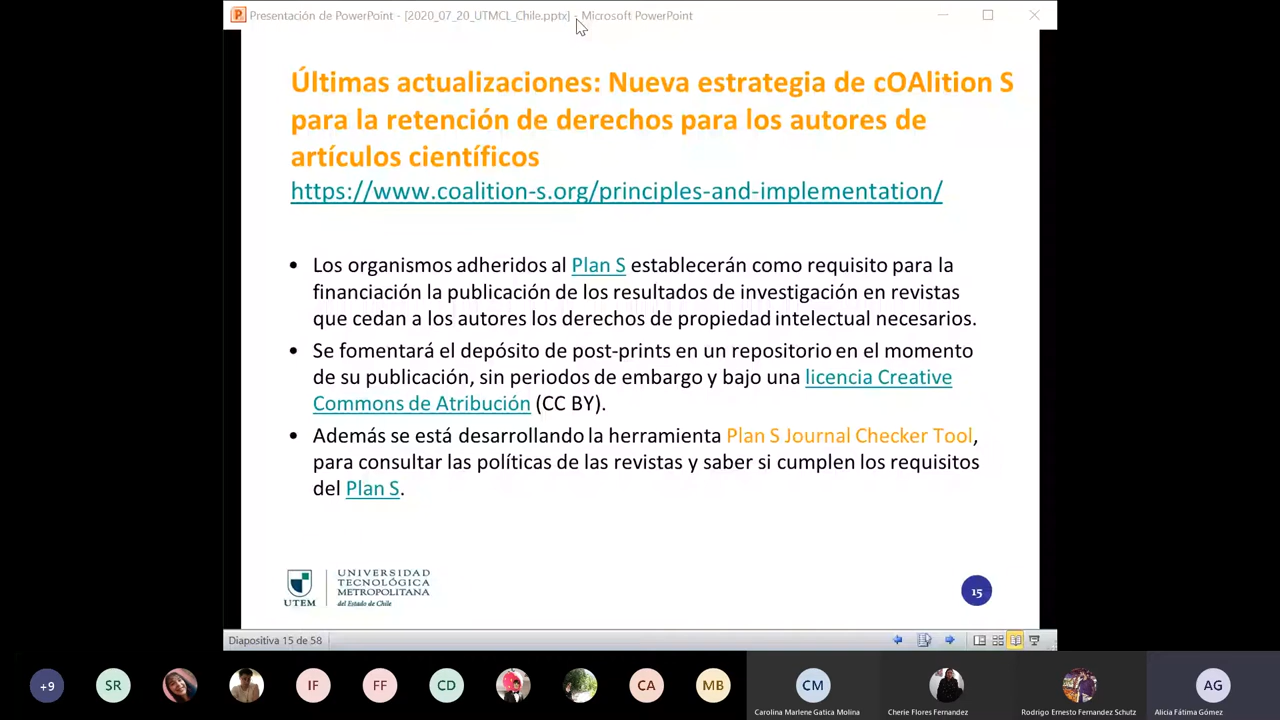 Presentación de PowerPoint - [2020_07_20_UTMCL_Chile.pptx] - Microsoft PowerPoint
Últimas actualizaciones: Nueva estrategia de cOAlition S
para la retención de derechos para los autores de
artículos científicos
https://www.coalition-s.org/principles-and-implementation/
• Los organismos adheridos al Plan S establecerán como requisito para la
financiación la publicación de los resultados de investigación en revistas
que cedan a los autores los derechos de propiedad intelectual necesarios.
• Se fomentará el depósito de post-prints en un repositorio en el momento
de su publicación, sin periodos de embargo y bajo una licencia Creative
Commons de Atribución (CC BY).
• Además se está desarrollando la herramienta Plan S Journal Checker Tool,
para consultar las políticas de las revistas y saber si cumplen los requisitos
del Plan S.
UTEM
UNIVERSIDAD
TECNOLÓGICA
METROPOLITANA
del Estado de Chile
15
Diapositiva 15 de 58
+9
SR
IF
FF
CD
CA
MB
CM
AG
Carolina Marlene Gatica Molina
Cherie Flores Fernandez
Rodrigo Ernesto Fernandez Schutz
Alicia Fátima Gómez